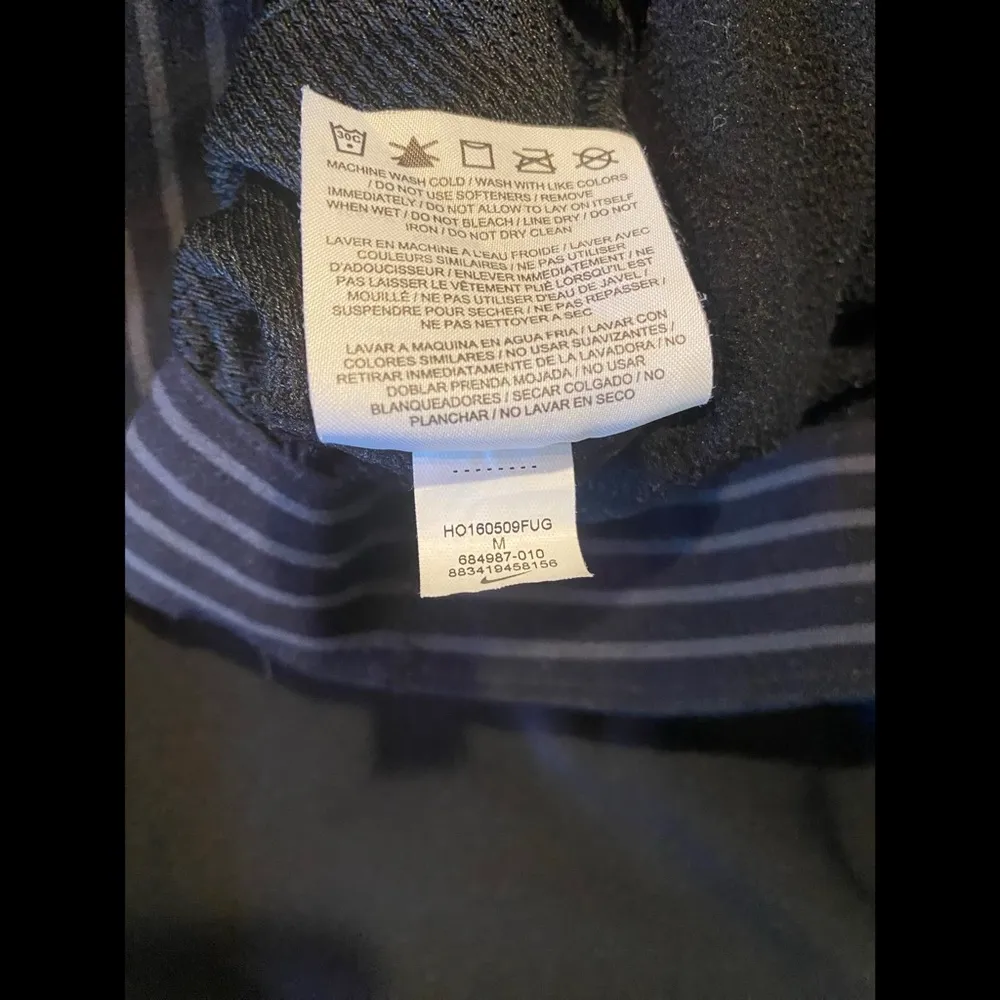 30C
MACHINE WASH COLD / WASH WITH LIKE COLORS
/ DO NOT USE SOFTENERS / REMOVE
IMMEDIATELY / DO NOT ALLOW TO LAY ON ITSELF
WHEN WET / DO NOT BLEACH / LINE DRY / DO NOT
IRON / DO NOT DRY CLEAN
LAVER EN MACHINE A L'EAU FROIDE / LAVER AVEC
COULEURS SIMILAIRES / NE PAS UTILISER
D'ADOUCISSEUR / ENLEVER IMMEDIATEMENT / NE
PAS LAISSER LE VÊTEMENT PLIÉ LORSQU'IL EST
MOUILLÉ / NE PAS UTILISER D'EAU DE JAVEL /
SUSPENDRE POUR SECHER / NE PAS REPASSER /
NE PAS NETTOYER A SEC
LAVAR A MAQUINA EN AGUA FRIA / LAVAR CON
COLORES SIMILARES / NO USAR SUAVIZANTES /
RETIRAR INMEDIATAMENTE DE LA LAVADORA / NO
DOBLAR PRENDA MOJADA / NO USAR
BLANQUEADORES / SECAR COLGADO / NO
PLANCHAR / NO LAVAR EN SECO
HO160509FUG
M
684987-010
883419458156